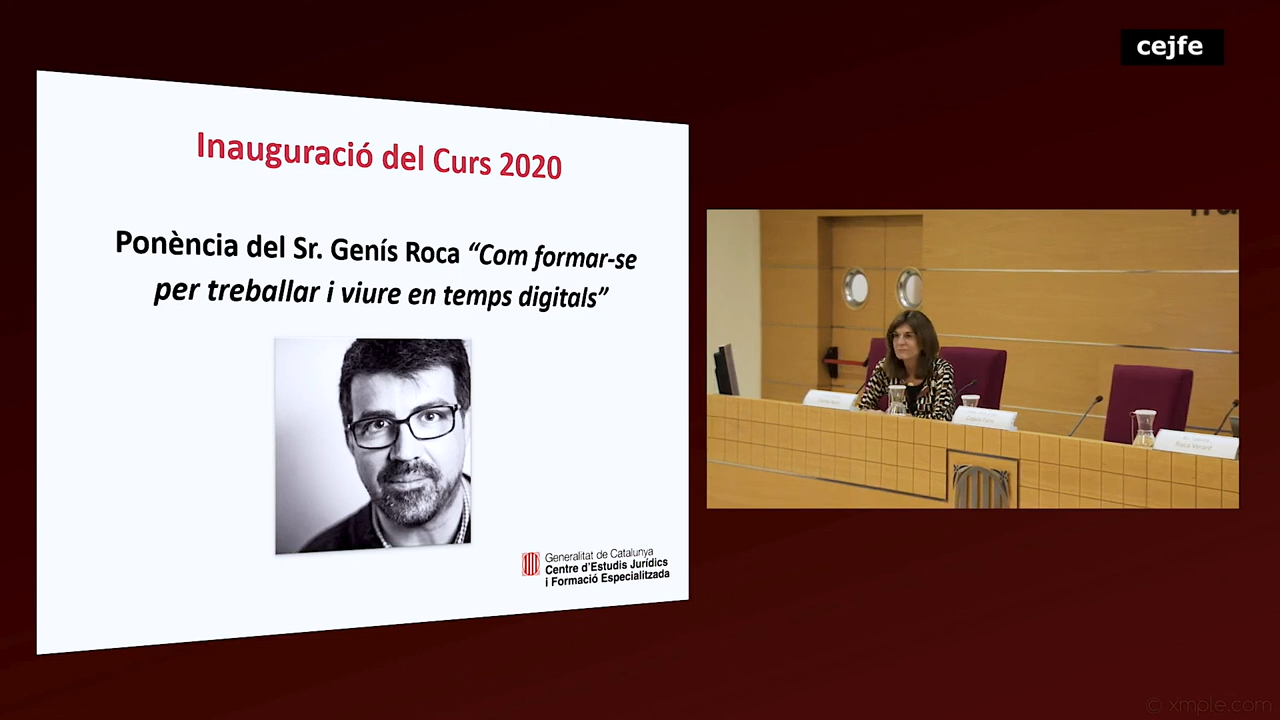 cejfe
Inauguració del Curs 2020
Ponència del Sr. Genís Roca “Com formar-se
per treballar i viure en temps digitals”
Generalitat de Catalunya
Centre d'Estudis Jurídics
i Formació Especialitzada
© xmple.com